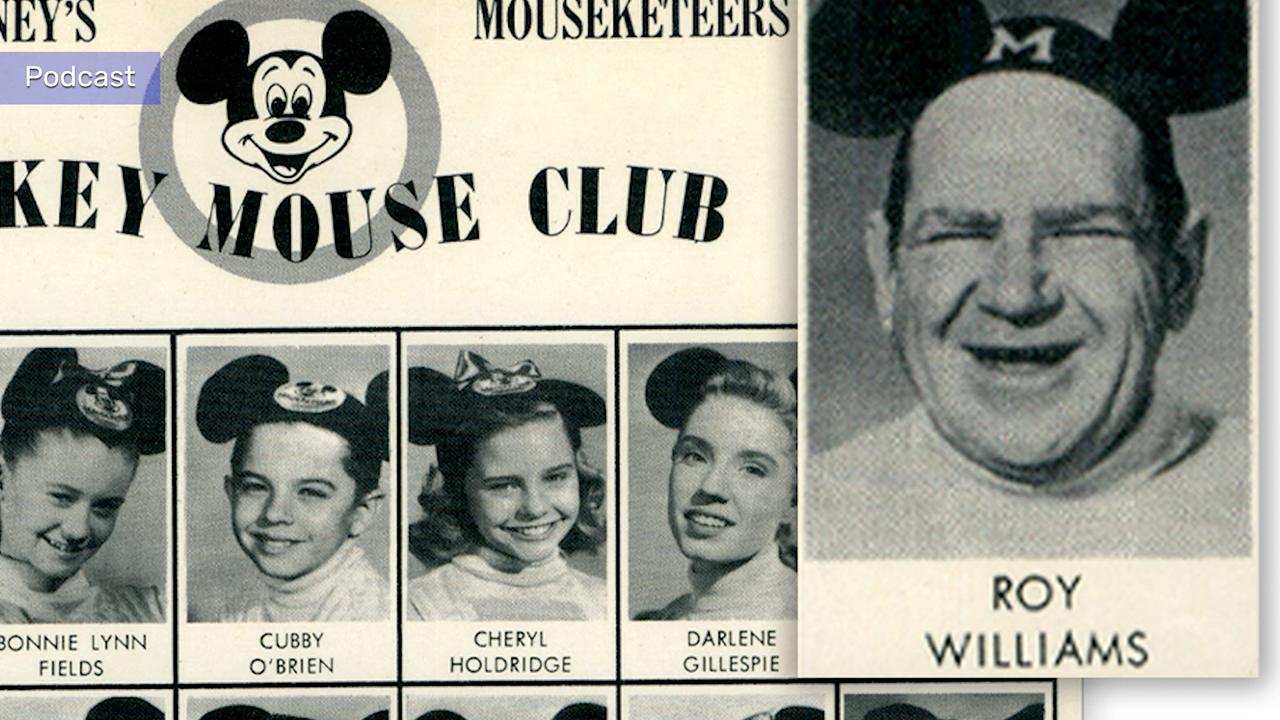 NEY'S
MOUSEKETEERS
Podcast
KEY MOUSE CLUB
M
BONNIE LYNN
FIELDS
CUBBY
O'BRIEN
CHERYL
HOLDRIDGE
DARLENE
GILLESPIE
ROY
WILLIAMS